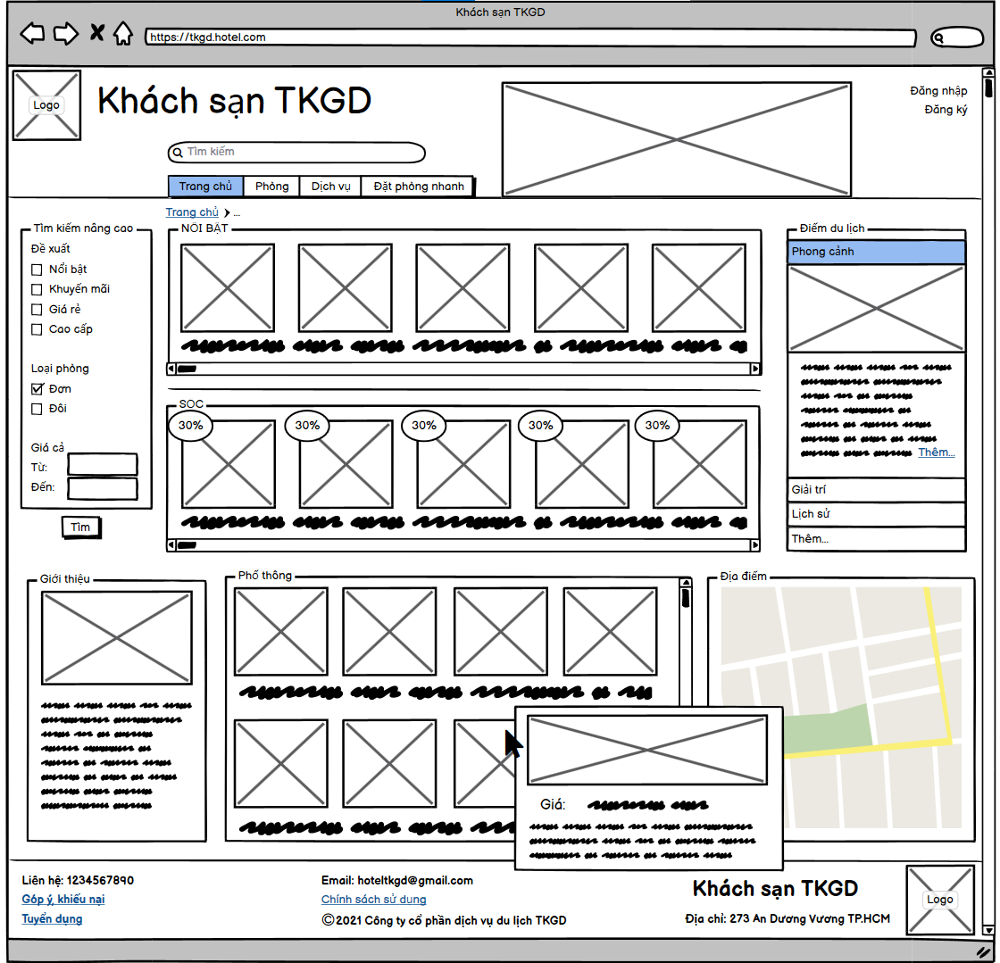 Khách sạn TKGD
https://tkgd.hotel.com
Logo
Khách sạn TKGD
Đăng nhập
Đăng ký
Tìm kiếm
Trang chủ
Phòng
Dịch vụ
Đặt phòng nhanh
Trang chủ ...
Tìm kiếm nâng cao
Đề xuất
Nổi bật
Khuyến mãi
Giá rẻ
Cao cấp
Loại phòng
Đơn
Đôi
Giá cả
Từ:
Đến:
Tìm
NỔI BẬT
SOC
30%
30%
30%
30%
30%
Điểm du lịch
Phong cảnh
Thêm...
Giải trí
Lịch sử
Thêm...
Giới thiệu
Phổ thông
Giá:
Địa điểm
Liên hệ: 1234567890
Góp ý, khiếu nại
Tuyển dụng
Email: hoteltkgd@gmail.com
Chính sách sử dung
©2021 Công ty cổ phần dịch vụ du lịch TKGD
Khách sạn TKGD
Địa chỉ: 273 An Dương Vương TP.HCM
Logo